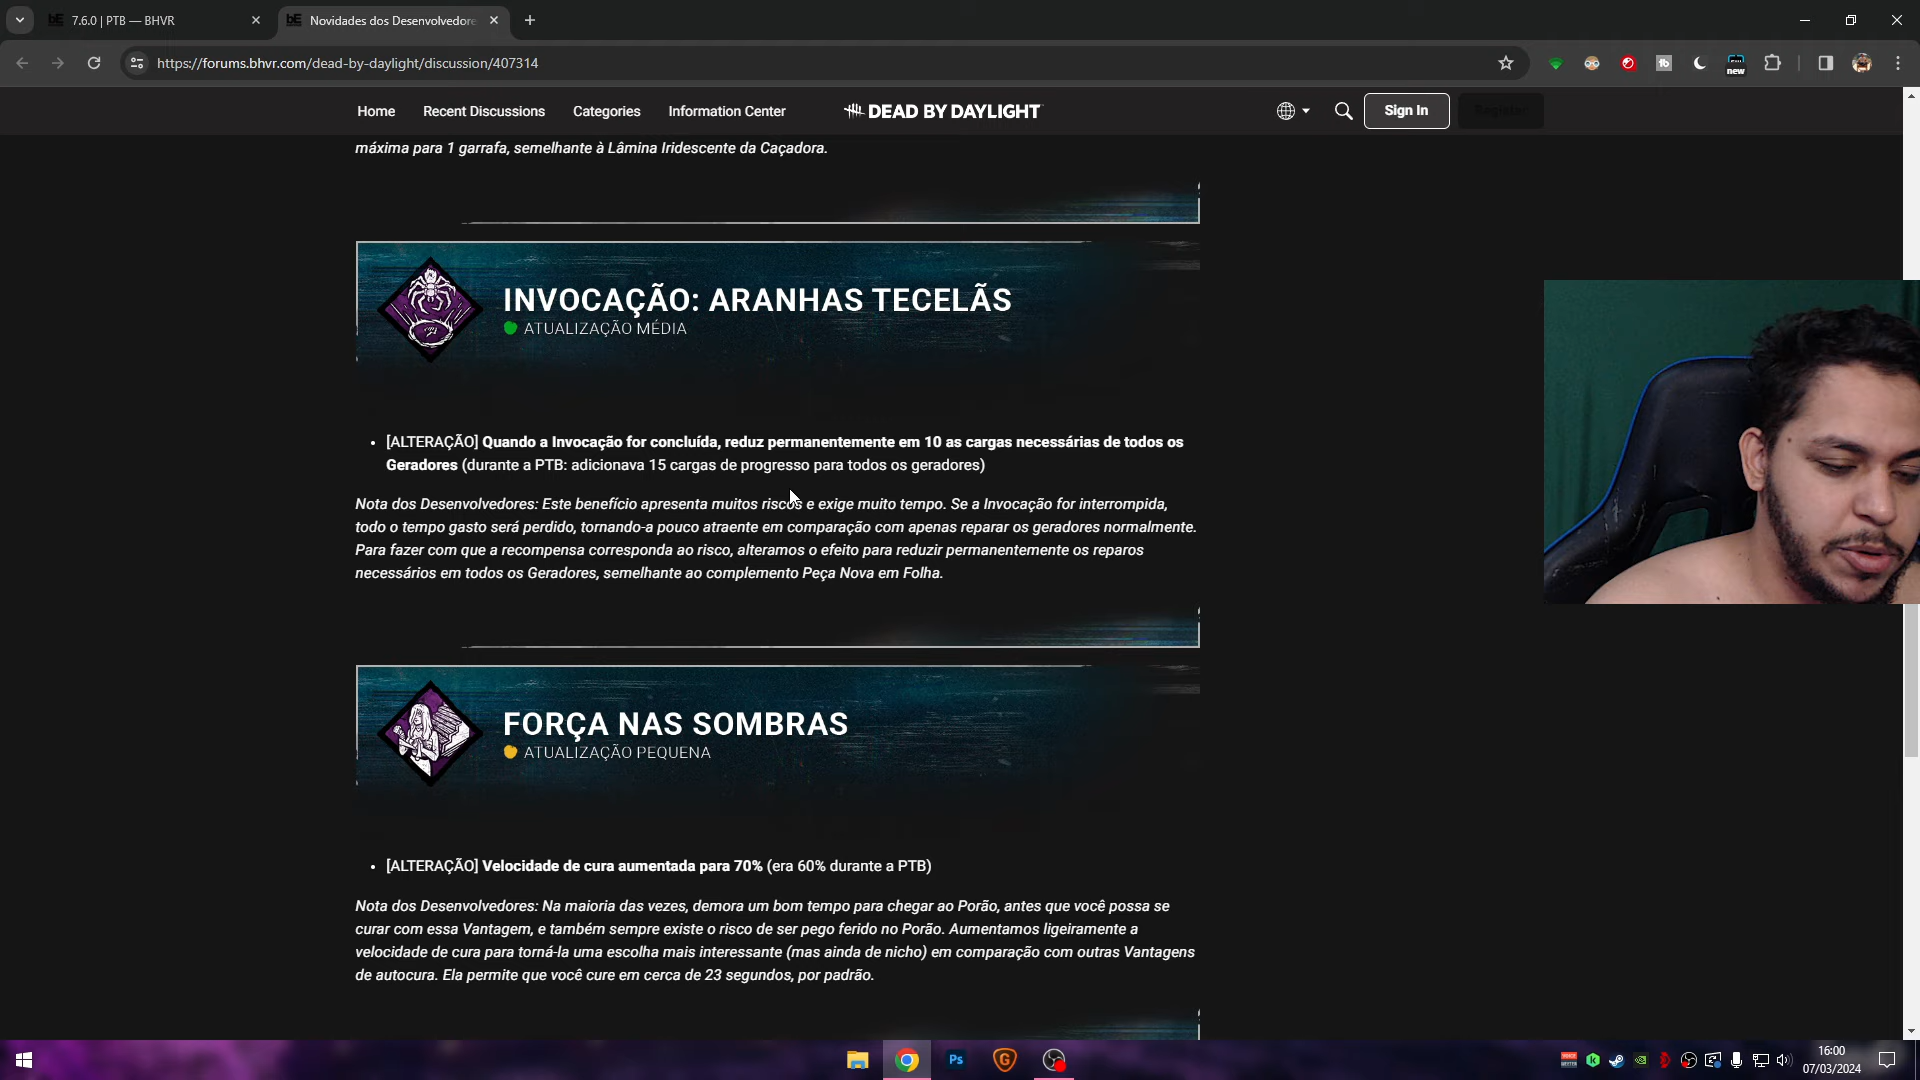 7.6.0 | PTB — BHVR
Novidades dos Desenvolvedore
https://forums.bhvr.com/dead-by-daylight/discussion/407314
new
Home
Recent Discussions
Categories
Information Center
DEAD BY DAYLIGHT
Sign In
Register
máxima para 1 garrafa, semelhante à Lâmina Iridescente da Caçadora.
INVOCAÇÃO: ARANHAS TECELÃS
ATUALIZAÇÃO MÉDIA
• [ALTERAÇÃO] Quando a Invocação for concluída, reduz permanentemente em 10 as cargas necessárias de todos os
Geradores (durante a PTB: adicionava 15 cargas de progresso para todos os geradores)
Nota dos Desenvolvedores: Este benefício apresenta muitos riscos e exige muito tempo. Se a Invocação for interrompida,
todo o tempo gasto será perdido, tornando-a pouco atraente em comparação com apenas reparar os geradores normalmente.
Para fazer com que a recompensa corresponda ao risco, alteramos o efeito para reduzir permanentemente os reparos
necessários em todos os Geradores, semelhante ao complemento Peça Nova em Folha.
FORÇA NAS SOMBRAS
ATUALIZAÇÃO PEQUENA
• [ALTERAÇÃO] Velocidade de cura aumentada para 70% (era 60% durante a PTB)
Nota dos Desenvolvedores: Na maioria das vezes, demora um bom tempo para chegar ao Porão, antes que você possa se
curar com essa Vantagem, e também sempre existe o risco de ser pego ferido no Porão. Aumentamos ligeiramente a
velocidade de cura para torná-la uma escolha mais interessante (mas ainda de nicho) em comparação com outras Vantagens
de autocura. Ela permite que você cure em cerca de 23 segundos, por padrão.
Ps
16:00
07/03/2024